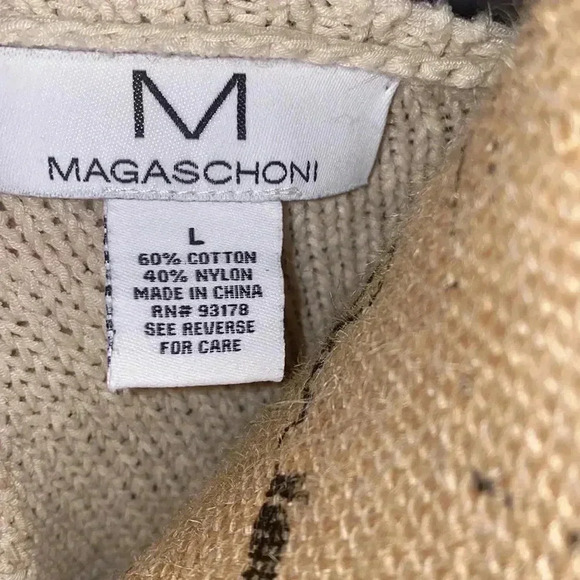 M
MAGASCHONI
L
60% COTTON
40% NYLON
MADE IN CHINA
RN# 93178
SEE REVERSE
FOR CARE